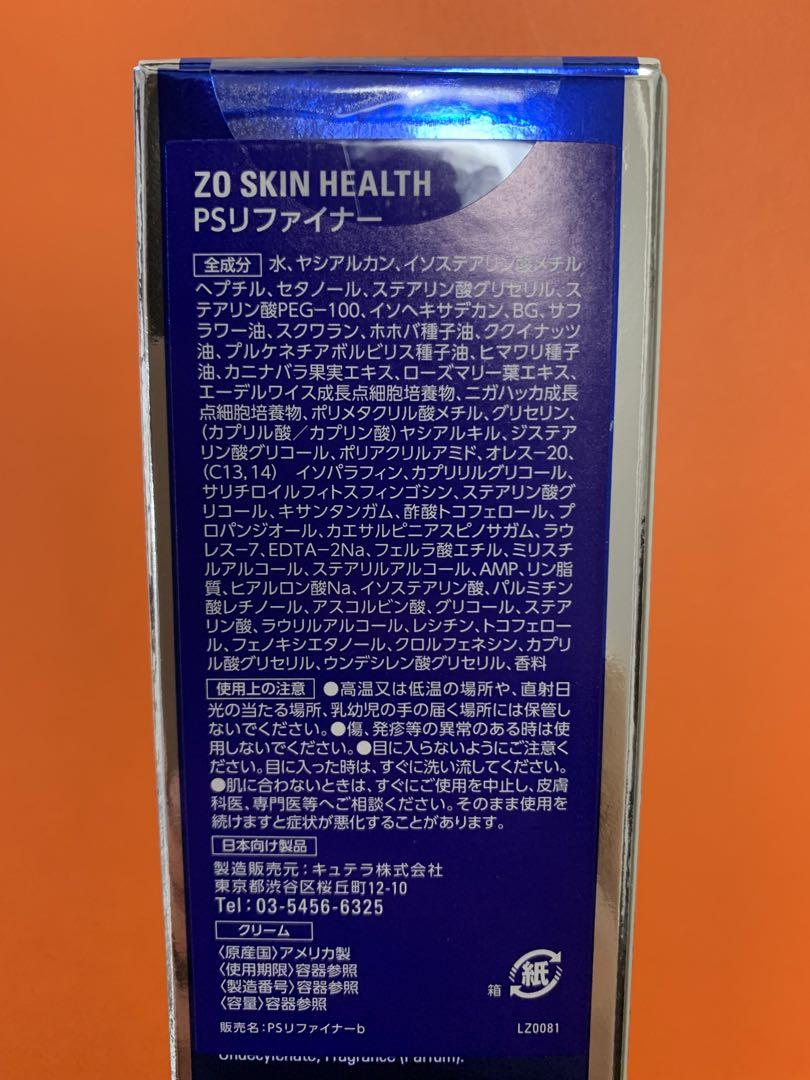 ZO SKIN HEALTH
PSリファイナー
全成分 水、ヤシアルカン、イソステアリン酸メチル
ヘプチル、セタノール、ステアリン酸グリセリル、ス
テアリン酸PEG-100、イソヘキサデカン、BG、サフ
ラワー油、スクワラン、ホホバ種子油、ククイナッツ
油、プルケネチアボルビリス種子油、ヒマワリ種子
油、カニナバラ果実エキス、ローズマリー葉エキス、
エーデルワイス成長点細胞培養物、ニガハッカ成長
点細胞培養物、ポリメタクリル酸メチル、グリセリン、
(カプリル酸/カプリン酸)ヤシアルキル、ジステア
リン酸グリコール、ポリアクリルアミド、オレス-20、
(C13,14) イソパラフィン、カプリリルグリコール、
サリチロイルフィトスフィンゴシン、ステアリン酸グ
リコール、キサンタンガム、酢酸トコフェロール、プ
ロパンジオール、カエサルピニアスピノサガム、ラウ
レス-7、EDTA-2Na、フェルラ酸エチル、ミリスチ
ルアルコール、ステアリルアルコール、AMP、リン脂
質、ヒアルロン酸Na、イソステアリン酸、パルミチン
酸レチノール、アスコルビン酸、グリコール、ステア
リン酸、ラウリルアルコール、レシチン、トコフェロー
ル、フェノキシエタノール、クロルフェネシン、カプリ
ル酸グリセリル、ウンデシレン酸グリセリル、香料
使用上の注意 ●高温又は低温の場所や、直射日
光の当たる場所、乳幼児の手の届く場所には保管し
ないでください。●傷、発疹等の異常のある時は使
用しないでください。●目に入らないようにご注意く
ださい。目に入った時は、すぐに洗い流してください。
●肌に合わないときは、すぐにご使用を中止し、皮膚
科医、専門医等へご相談ください。そのまま使用を
続けますと症状が悪化することがあります。
日本向け製品
製造販売元:キュテラ株式会社
東京都渋谷区桜丘町12-10
Tel:03-5456-6325
クリーム
〈原産国〉アメリカ製
〈使用期限〉容器参照
〈製造番号〉容器参照
〈容量〉容器参照
箱 紙
販売名:PSリファイナーb LZ0081
Undecylenate, Fragrance (Parfum).